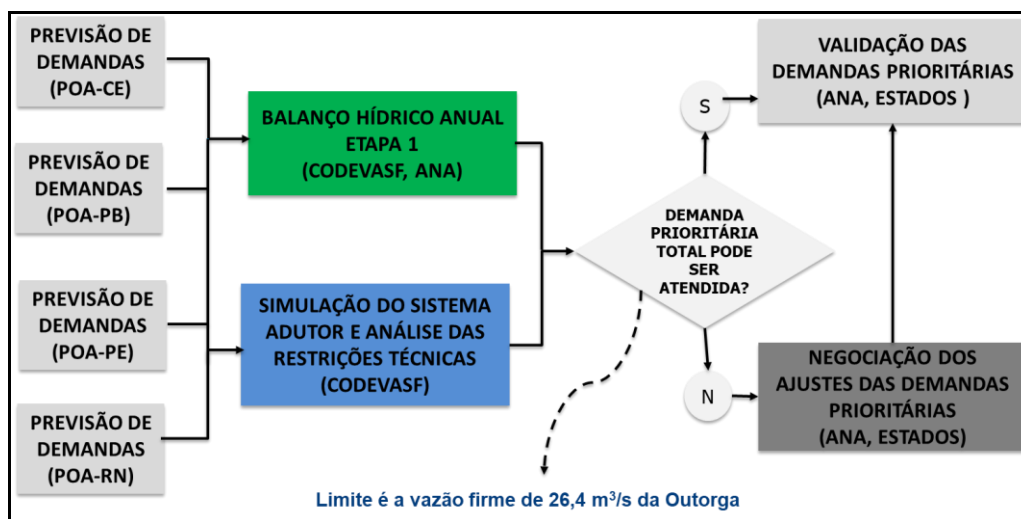 PREVISÃO DE
DEMANDAS
(POA-CE)
PREVISÃO DE
DEMANDAS
(POA-PB)
PREVISÃO DE
DEMANDAS
(POA-PE)
PREVISÃO DE
DEMANDAS
(POA-RN)
BALANÇO HÍDRICO ANUAL
ETAPA 1
(CODEVASF, ANA)
SIMULAÇÃO DO SISTEMA
ADUTOR E ANÁLISE DAS
RESTRIÇÕES TÉCNICAS
(CODEVASF)
DEMANDA
PRIORITÁRIA
TOTAL PODE
SER
ATENDIDA?
S
N
VALIDAÇÃO DAS
DEMANDAS PRIORITÁRIAS
(ANA, ESTADOS )
NEGOCIAÇÃO DOS
AJUSTES DAS DEMANDAS
PRIORITÁRIAS
(ANA, ESTADOS)
Limite é a vazão firme de 26,4 m³/s da Outorga